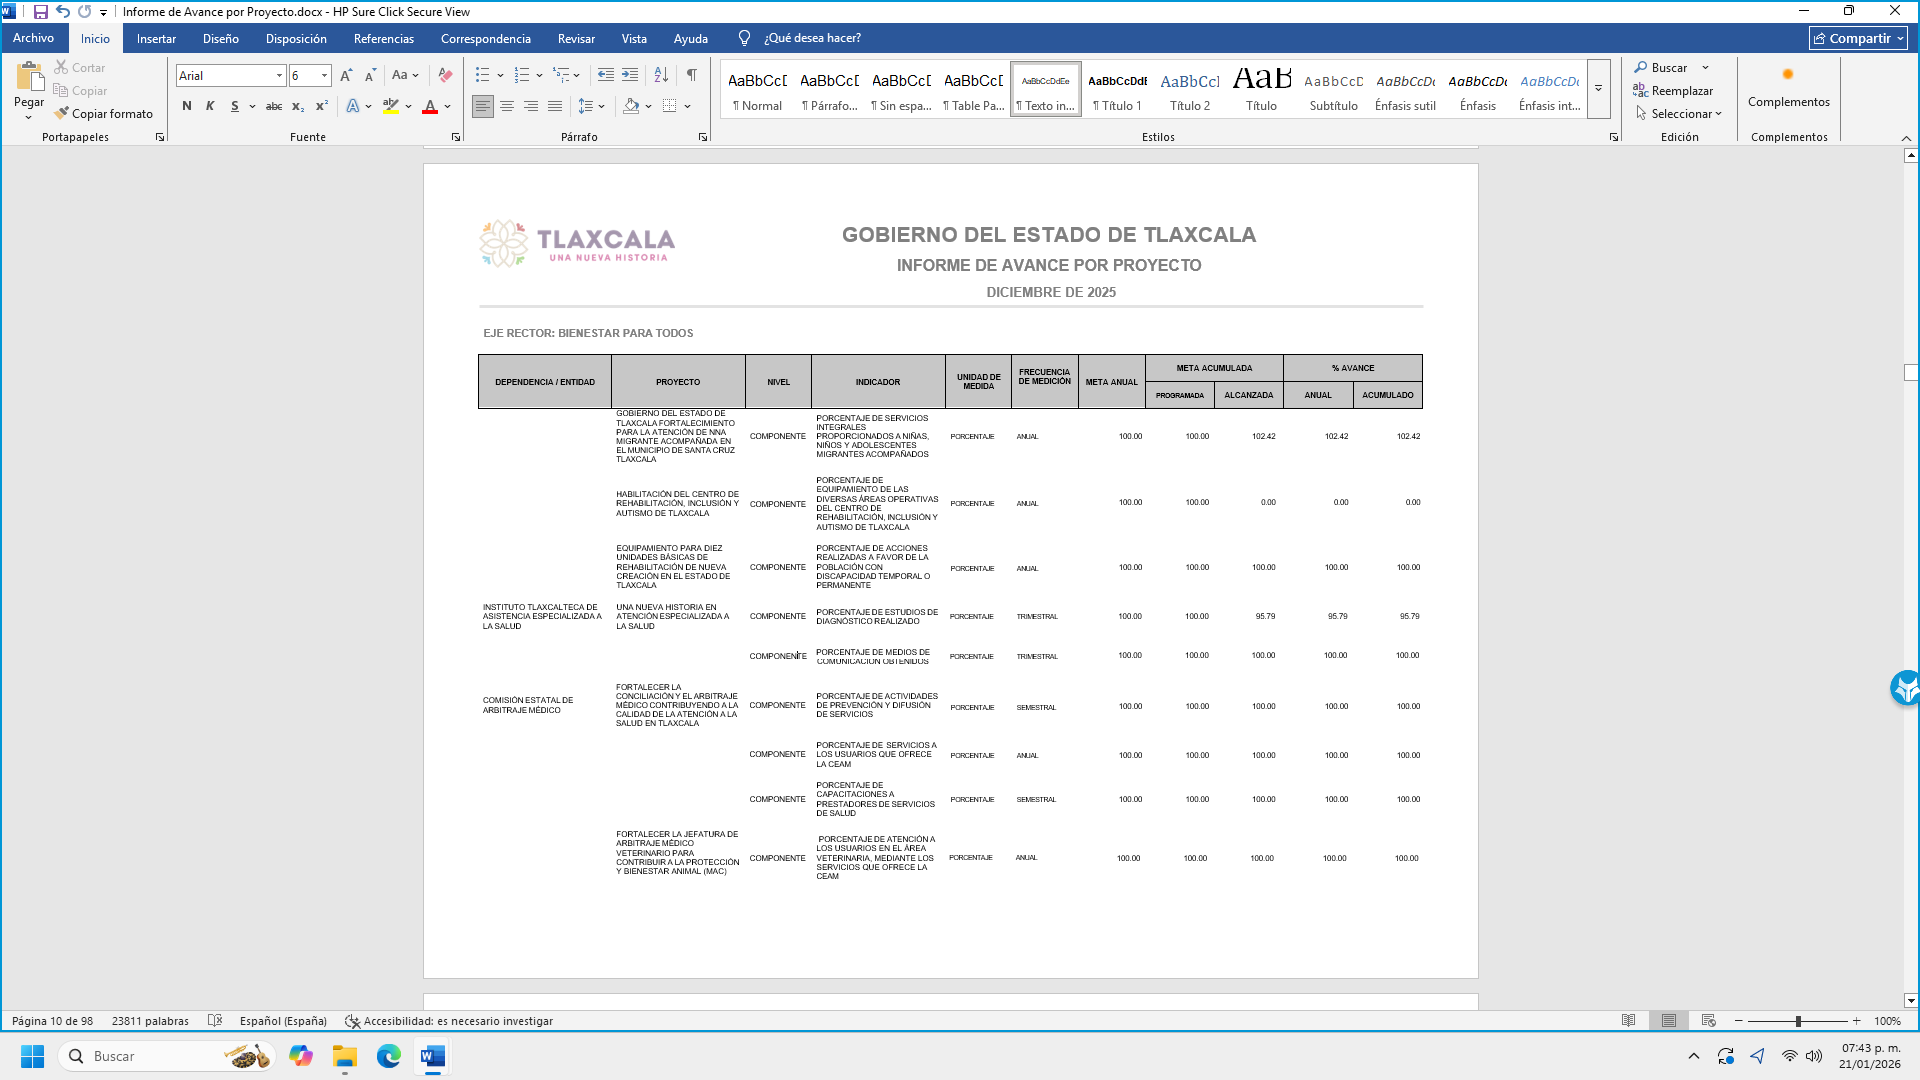 Informe de Avance por Proyecto.docx - HP Sure Click Secure View
Archivo Inicio Insertar Diseño Disposición Referencias Correspondencia Revisar Vista Ayuda ¿Qué desea hacer? Compartir
Pegar
Cortar
Copiar
Copiar formato
Portapapeles
Arial 6
Fuente
Párrafo
AaBbCcD ¶ Normal
AaBbCcD ¶ Párrafo...
AaBbCcD ¶ Sin espa...
AaBbCcD ¶ Table Pa...
AaBbCcDdEe ¶ Texto in...
AaBbCcDdE ¶ Título 1
AaBbCcI Título 2
AaB Título
AaBbCcD Subtítulo
AaBbCcDc Énfasis sutil
AaBbCcDc Énfasis
AaBbCcDc Énfasis int...
Estilos
Buscar
Reemplazar
Seleccionar
Edición
Complementos
Complementos
TLAXCALA
UNA NUEVA HISTORIA
GOBIERNO DEL ESTADO DE TLAXCALA
INFORME DE AVANCE POR PROYECTO
DICIEMBRE DE 2025
EJE RECTOR: BIENESTAR PARA TODOS
DEPENDENCIA / ENTIDAD
PROYECTO
NIVEL
INDICADOR
UNIDAD DE
MEDIDA
FRECUENCIA
DE MEDICIÓN
META ANUAL
META ACUMULADA
PROGRAMADA ALCANZADA
% AVANCE
ANUAL ACUMULADO
GOBIERNO DEL ESTADO DE
TLAXCALA FORTALECIMIENTO
PARA LA ATENCIÓN DE NNA
MIGRANTE ACOMPAÑADA EN
EL MUNICIPIO DE SANTA CRUZ
TLAXCALA
COMPONENTE
PORCENTAJE DE SERVICIOS
INTEGRALES
PROPORCIONADOS A NIÑAS,
NIÑOS Y ADOLESCENTES
MIGRANTES ACOMPAÑADOS
PORCENTAJE ANUAL 100.00 100.00 102.42 102.42 102.42
HABILITACIÓN DEL CENTRO DE
REHABILITACIÓN, INCLUSIÓN Y
AUTISMO DE TLAXCALA
COMPONENTE
PORCENTAJE DE
EQUIPAMIENTO DE LAS
DIVERSAS ÁREAS OPERATIVAS
DEL CENTRO DE
REHABILITACIÓN, INCLUSIÓN Y
AUTISMO DE TLAXCALA
PORCENTAJE ANUAL 100.00 100.00 0.00 0.00 0.00
EQUIPAMIENTO PARA DIEZ
UNIDADES BÁSICAS DE
REHABILITACIÓN DE NUEVA
CREACIÓN EN EL ESTADO DE
TLAXCALA
COMPONENTE
PORCENTAJE DE ACCIONES
REALIZADAS A FAVOR DE LA
POBLACIÓN CON
DISCAPACIDAD TEMPORAL O
PERMANENTE
PORCENTAJE ANUAL 100.00 100.00 100.00 100.00 100.00
INSTITUTO TLAXCALTECA DE
ASISTENCIA ESPECIALIZADA A
LA SALUD
UNA NUEVA HISTORIA EN
ATENCIÓN ESPECIALIZADA A
LA SALUD
COMPONENTE
PORCENTAJE DE ESTUDIOS DE
DIAGNÓSTICO REALIZADO
PORCENTAJE TRIMESTRAL 100.00 100.00 95.79 95.79 95.79
COMPONENTE
PORCENTAJE DE MEDIOS DE
COMUNICACIÓN OBTENIDOS
PORCENTAJE TRIMESTRAL 100.00 100.00 100.00 100.00 100.00
COMISIÓN ESTATAL DE
ARBITRAJE MÉDICO
FORTALECER LA
CONCILIACIÓN Y EL ARBITRAJE
MÉDICO CONTRIBUYENDO A LA
CALIDAD DE LA ATENCIÓN A LA
SALUD EN TLAXCALA
COMPONENTE
PORCENTAJE DE ACTIVIDADES
DE PREVENCIÓN Y DIFUSIÓN
DE SERVICIOS
PORCENTAJE SEMESTRAL 100.00 100.00 100.00 100.00 100.00
COMPONENTE
PORCENTAJE DE SERVICIOS A
LOS USUARIOS QUE OFRECE
LA CEAM
PORCENTAJE ANUAL 100.00 100.00 100.00 100.00 100.00
COMPONENTE
PORCENTAJE DE
CAPACITACIONES A
PRESTADORES DE SERVICIOS
DE SALUD
PORCENTAJE SEMESTRAL 100.00 100.00 100.00 100.00 100.00
FORTALECER LA JEFATURA DE
ARBITRAJE MÉDICO
VETERINARIO PARA
CONTRIBUIR A LA PROTECCIÓN
Y BIENESTAR ANIMAL (MAC)
COMPONENTE
PORCENTAJE DE ATENCIÓN A
LOS USUARIOS EN EL ÁREA
VETERINARIA, MEDIANTE LOS
SERVICIOS QUE OFRECE LA
CEAM
PORCENTAJE ANUAL 100.00 100.00 100.00 100.00 100.00
Página 10 de 98 23811 palabras Español (España) Accesibilidad: es necesario investigar 100%
Buscar
07:43 p. m.
21/01/2026